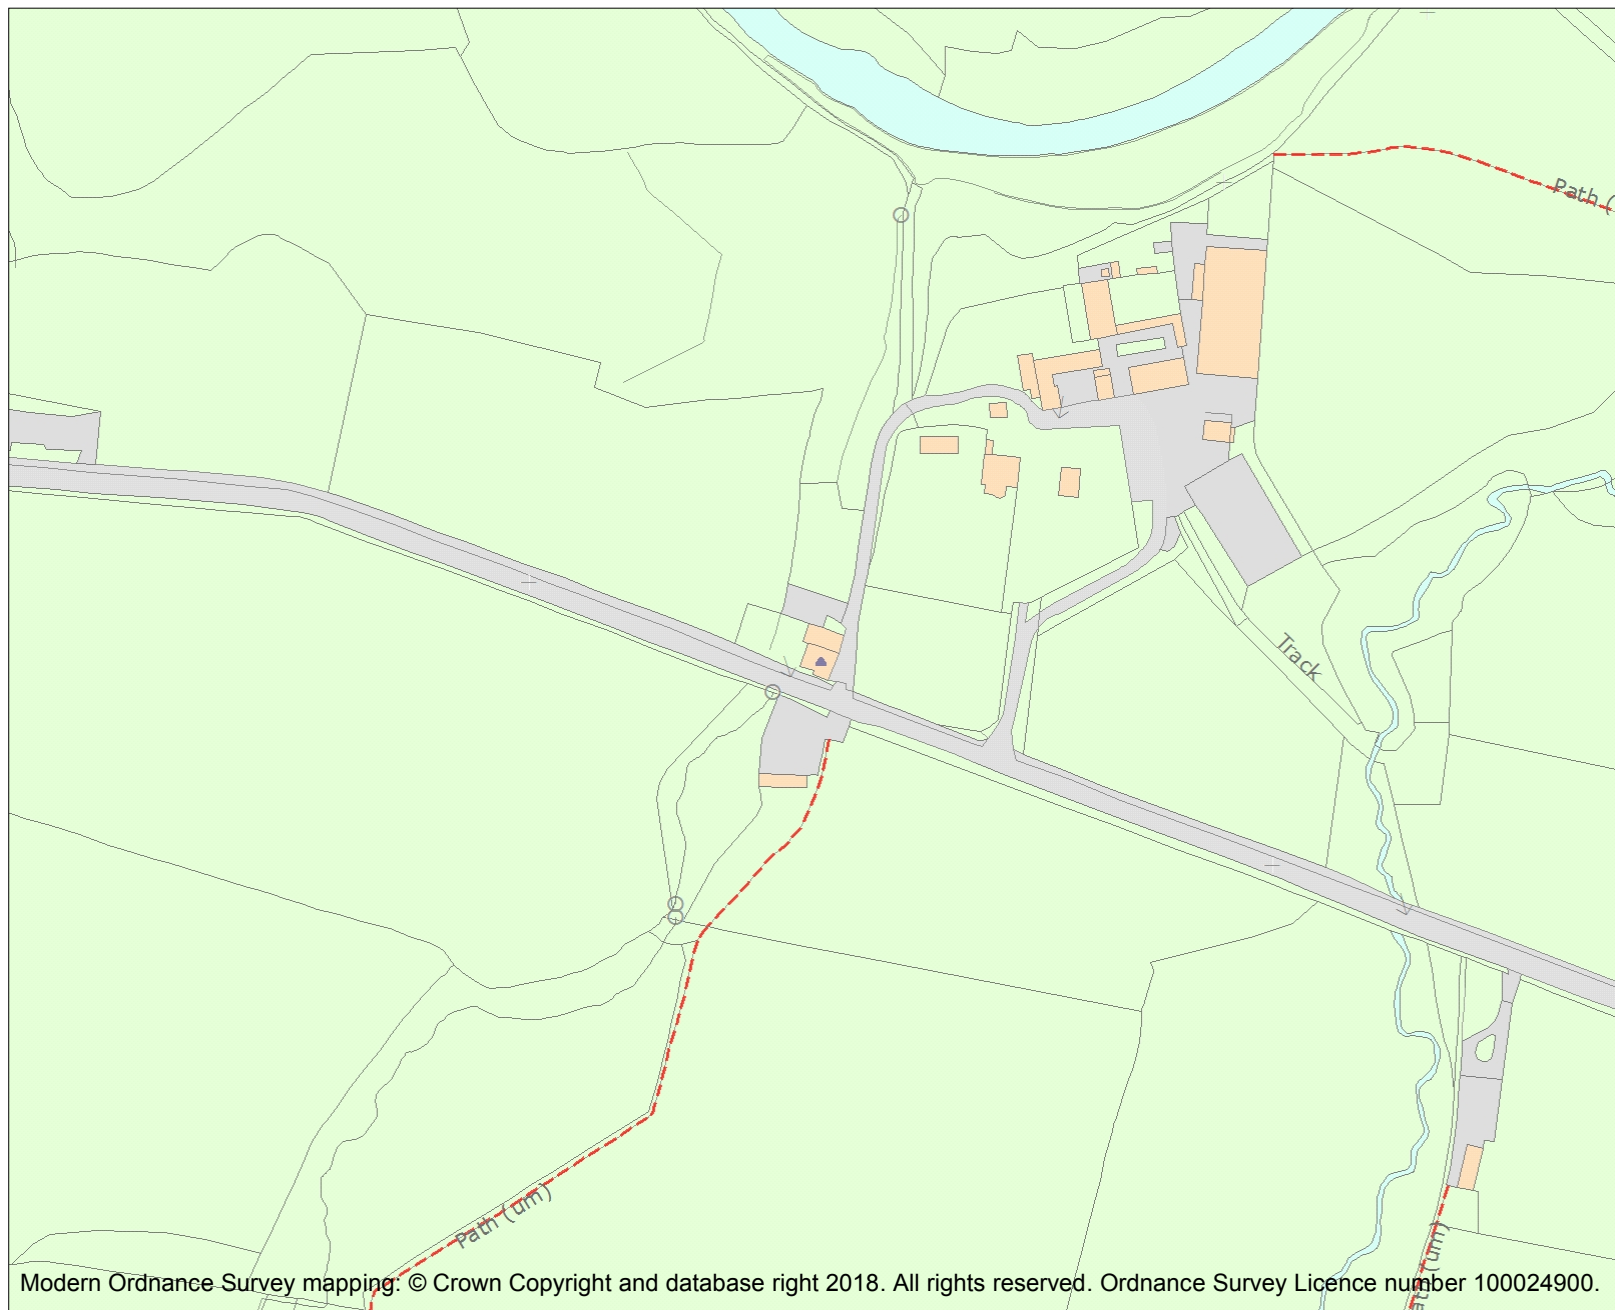 Path (
Track
Path (um)
ath (um)
Modern Ordnance Survey mapping: © Crown Copyright and database right 2018. All rights reserved. Ordnance Survey Licence number 100024900.